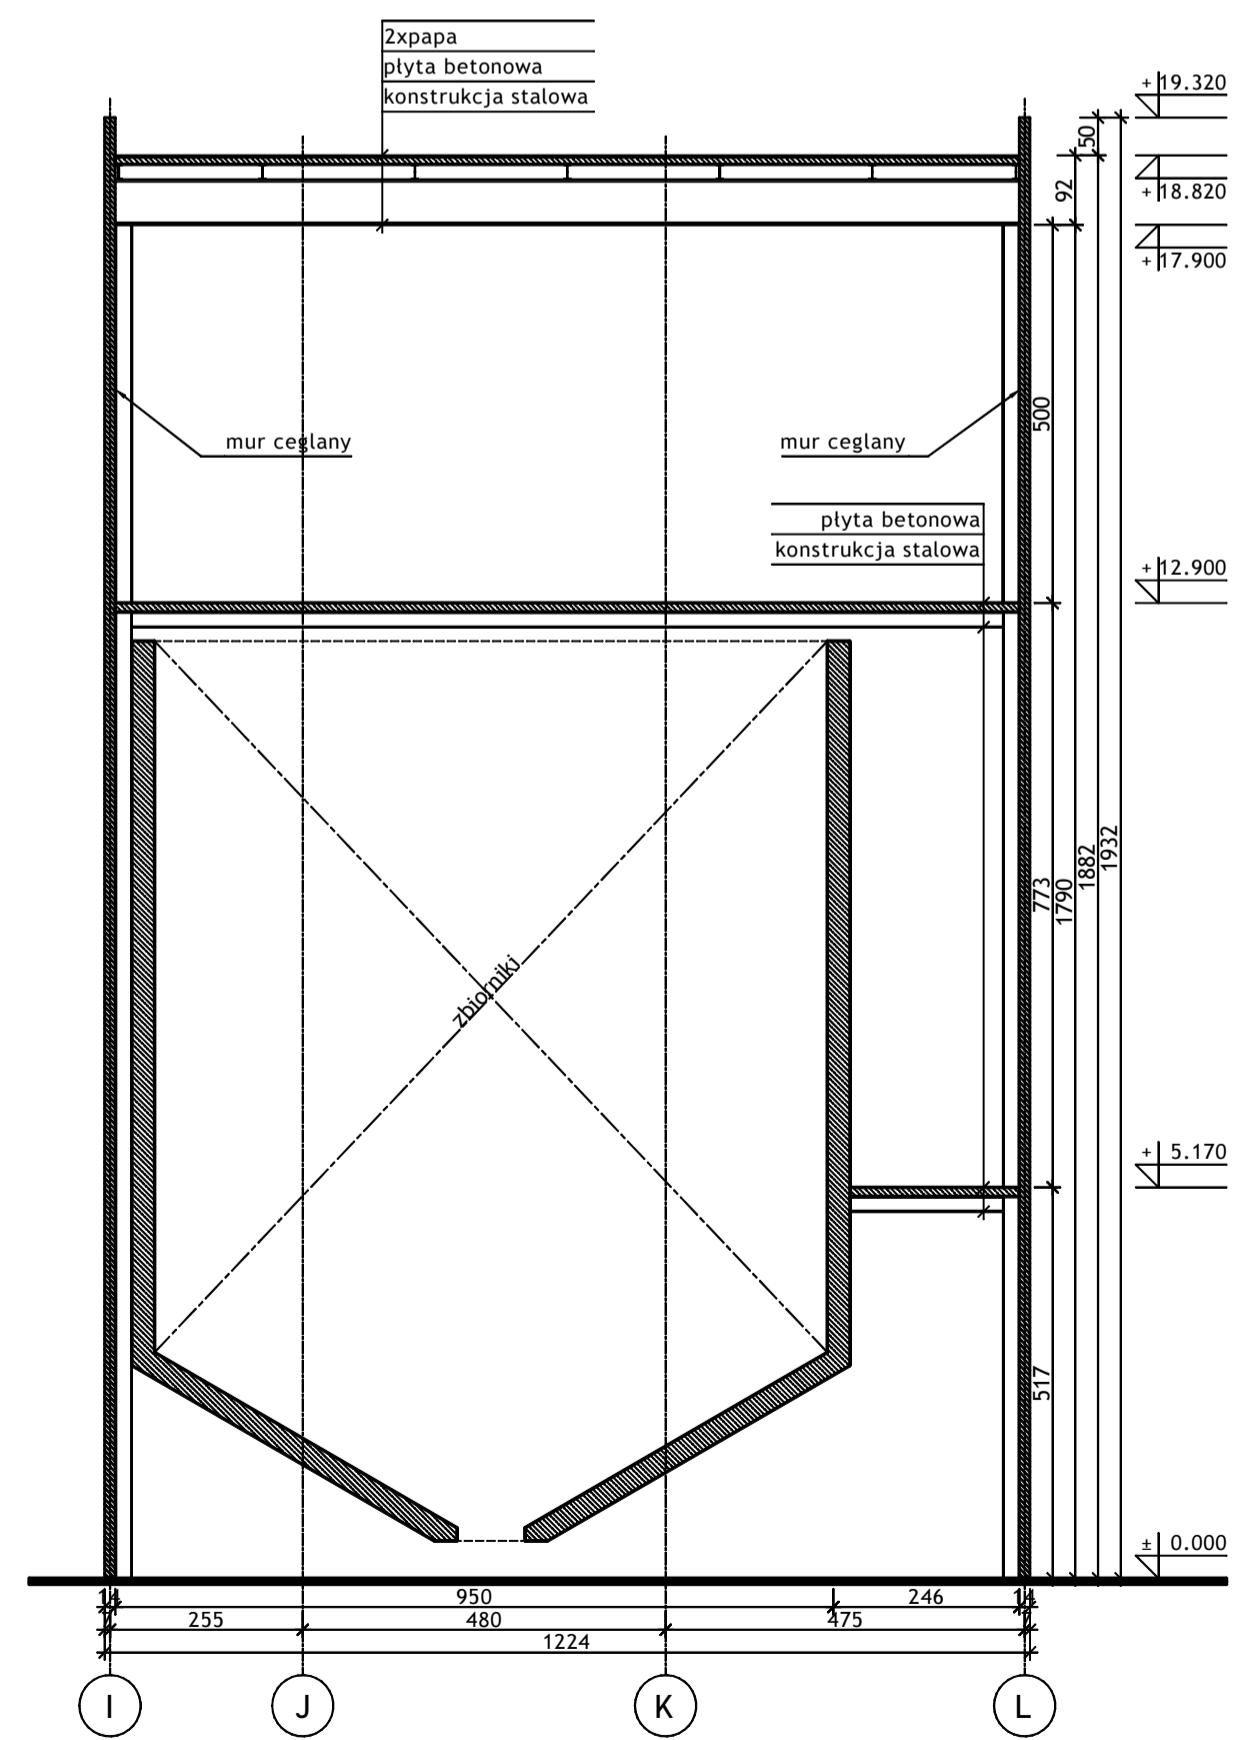 2xpapa
płyta betonowa
konstrukcja stalowa
+ 19.320
50
+ 18.820
92
+ 17.900
mur ceglany
mur ceglany
500
płyta betonowa
konstrukcja stalowa
+ 12.900
773
1790
1882
1932
zbiorniki
+ 5.170
517
± 0.000
14
950
246
14
255
480
475
1224
I
J
K
L